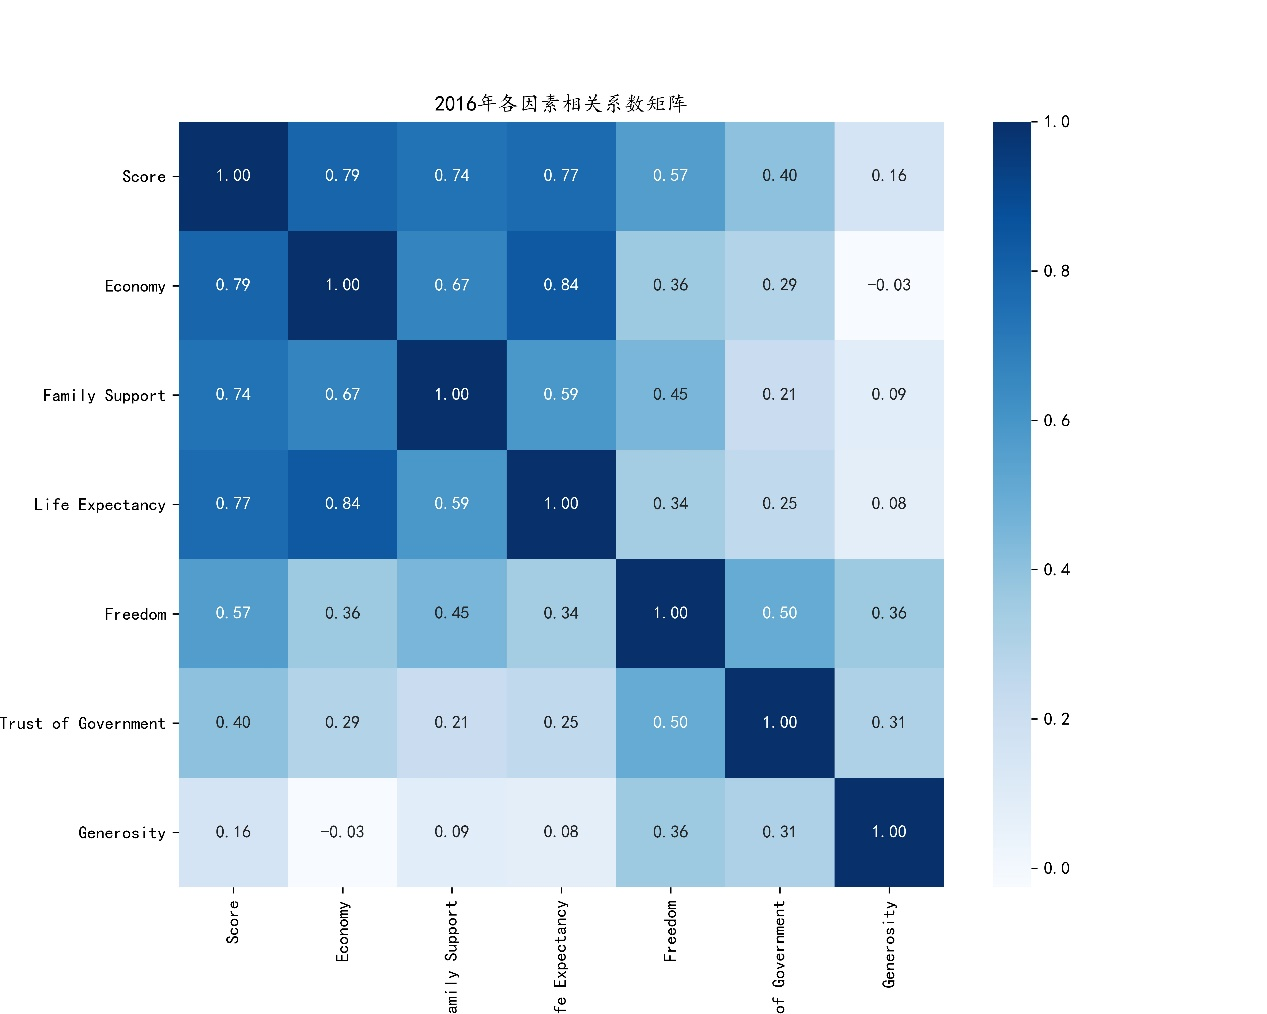 2016年各因素相关系数矩阵
Score 1.00 0.79 0.74 0.77 0.57 0.40 0.16
Economy 0.79 1.00 0.67 0.84 0.36 0.29 -0.03
Family Support 0.74 0.67 1.00 0.59 0.45 0.21 0.09
Life Expectancy 0.77 0.84 0.59 1.00 0.34 0.25 0.08
Freedom 0.57 0.36 0.45 0.34 1.00 0.50 0.36
Trust of Government 0.40 0.29 0.21 0.25 0.50 1.00 0.31
Generosity 0.16 -0.03 0.09 0.08 0.36 0.31 1.00
Score
Economy
amily Support
fe Expectancy
Freedom
of Government
Generosity
1.0
0.8
0.6
0.4
0.2
0.0